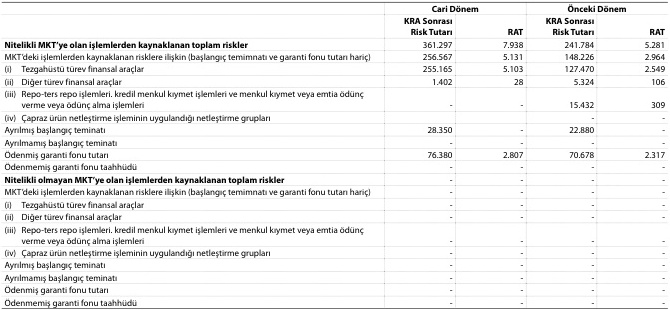 Cari Dönem Önceki Dönem
KRA Sonrası KRA Sonrası
Risk Tutarı RAT Risk Tutarı RAT
Nitelikli MKT'ye olan işlemlerden kaynaklanan toplam riskler 361.297 7.938 241.784 5.281
MKT'deki işlemlerden kaynaklanan risklere ilişkin (başlangıç temimnatı ve garanti fonu tutarı hariç) 256.567 5.131 148.226 2.964
(i) Tezgahüstü türev finansal araçlar 255.165 5.103 127.470 2.549
(ii) Diğer türev finansal araçlar 1.402 28 5.324 106
(iii) Repo-ters repo işlemleri. kredil menkul kıymet işlemleri ve menkul kıymet veya emtia ödünç
verme veya ödünç alma işlemleri - - 15.432 309
(iv) Çapraz ürün netleştirme işleminin uygulandığı netleştirme grupları - -
Ayrılmış başlangıç teminatı 28.350 - 22.880 -
Ayrılmamış başlangıç teminatı - - - -
Ödenmiş garanti fonu tutarı 76.380 2.807 70.678 2.317
Ödenmemiş garanti fonu taahhüdü - - - -
Nitelikli olmayan MKT'ye olan işlemlerden kaynaklanan toplam riskler - - - -
MKT'deki işlemlerden kaynaklanan risklere ilişkin (başlangıç temimnatı ve garanti fonu tutarı hariç) - - - -
(i) Tezgahüstü türev finansal araçlar - - - -
(ii) Diğer türev finansal araçlar - - - -
(iii) Repo-ters repo işlemleri. kredil menkul kıymet işlemleri ve menkul kıymet veya emtia ödünç
verme veya ödünç alma işlemleri - - - -
(iv) Çapraz ürün netleştirme işleminin uygulandığı netleştirme grupları - - - -
Ayrılmış başlangıç teminatı - - - -
Ayrılmamış başlangıç teminatı - - - -
Ödenmiş garanti fonu tutarı - - - -
Ödenmemiş garanti fonu taahhüdü - - - -